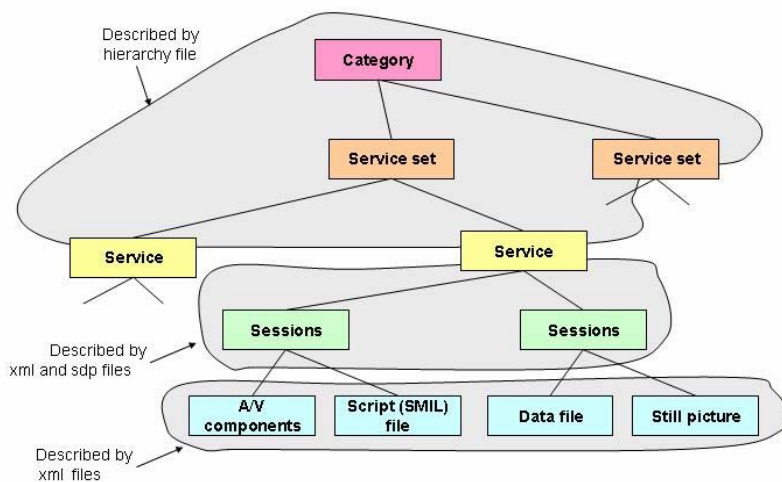 Described by
hierarchy file
Category
Service set
Service set
Service
Service
Sessions
Sessions
Described by
xml and sdp files
A/V
components
Script (SMIL)
file
Data file
Still picture
Described by
xml files